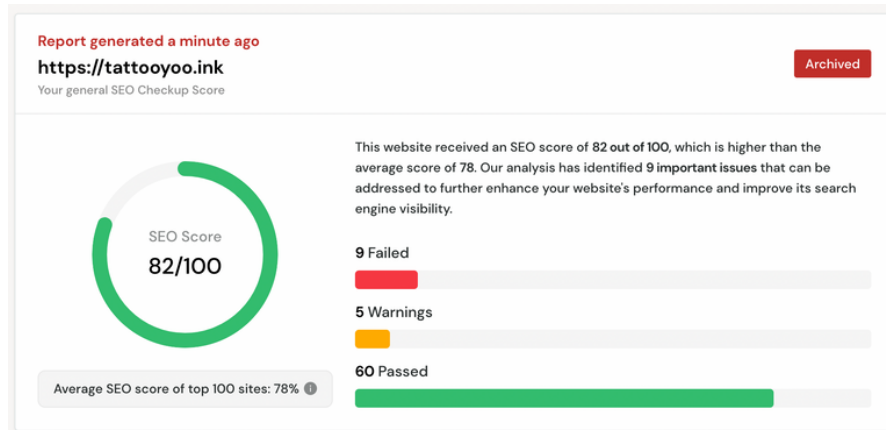 Report generated a minute ago
https://tattooyoo.ink
Your general SEO Checkup Score
Archived
SEO Score
82/100
Average SEO score of top 100 sites: 78%
This website received an SEO score of 82 out of 100, which is higher than the
average score of 78. Our analysis has identified 9 important issues that can be
addressed to further enhance your website's performance and improve its search
engine visibility.
9 Failed
5 Warnings
60 Passed